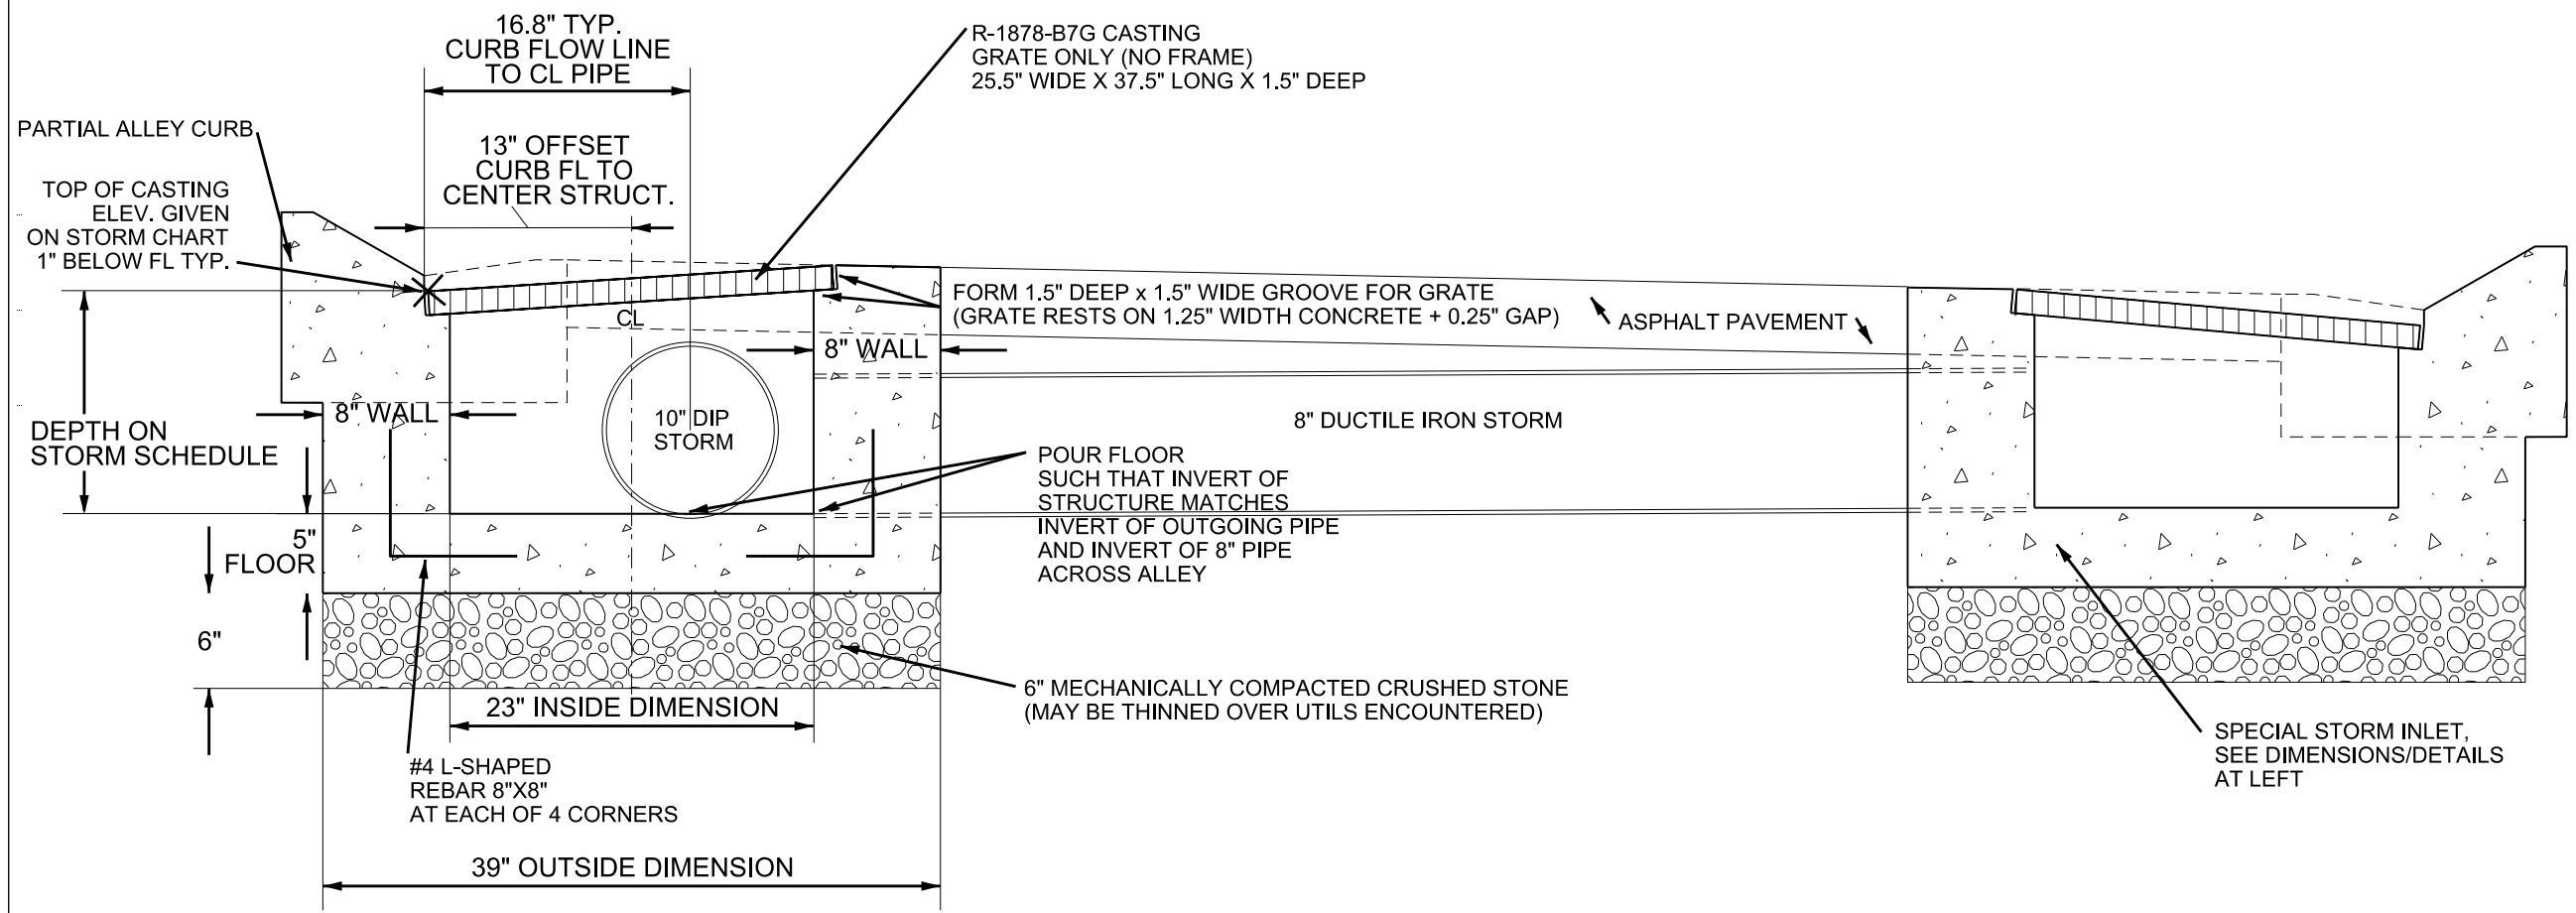 16.8" TYP.
CURB FLOW LINE
TO CL PIPE
R-1878-B7G CASTING
GRATE ONLY (NO FRAME)
25.5" WIDE X 37.5" LONG X 1.5" DEEP
PARTIAL ALLEY CURB
13" OFFSET
CURB FL TO
CENTER STRUCT.
TOP OF CASTING
ELEV. GIVEN
ON STORM CHART
1" BELOW FL TYP.
CL
FORM 1.5" DEEP x 1.5" WIDE GROOVE FOR GRATE
(GRATE RESTS ON 1.25" WIDTH CONCRETE + 0.25" GAP)
ASPHALT PAVEMENT
8" WALL
8" WALL
10" DIP
STORM
8" DUCTILE IRON STORM
DEPTH ON
STORM SCHEDULE
POUR FLOOR
SUCH THAT INVERT OF
STRUCTURE MATCHES
INVERT OF OUTGOING PIPE
AND INVERT OF 8" PIPE
ACROSS ALLEY
5"
FLOOR
6"
6" MECHANICALLY COMPACTED CRUSHED STONE
(MAY BE THINNED OVER UTILS ENCOUNTERED)
23" INSIDE DIMENSION
#4 L-SHAPED
REBAR 8"X8"
AT EACH OF 4 CORNERS
SPECIAL STORM INLET,
SEE DIMENSIONS/DETAILS
AT LEFT
39" OUTSIDE DIMENSION